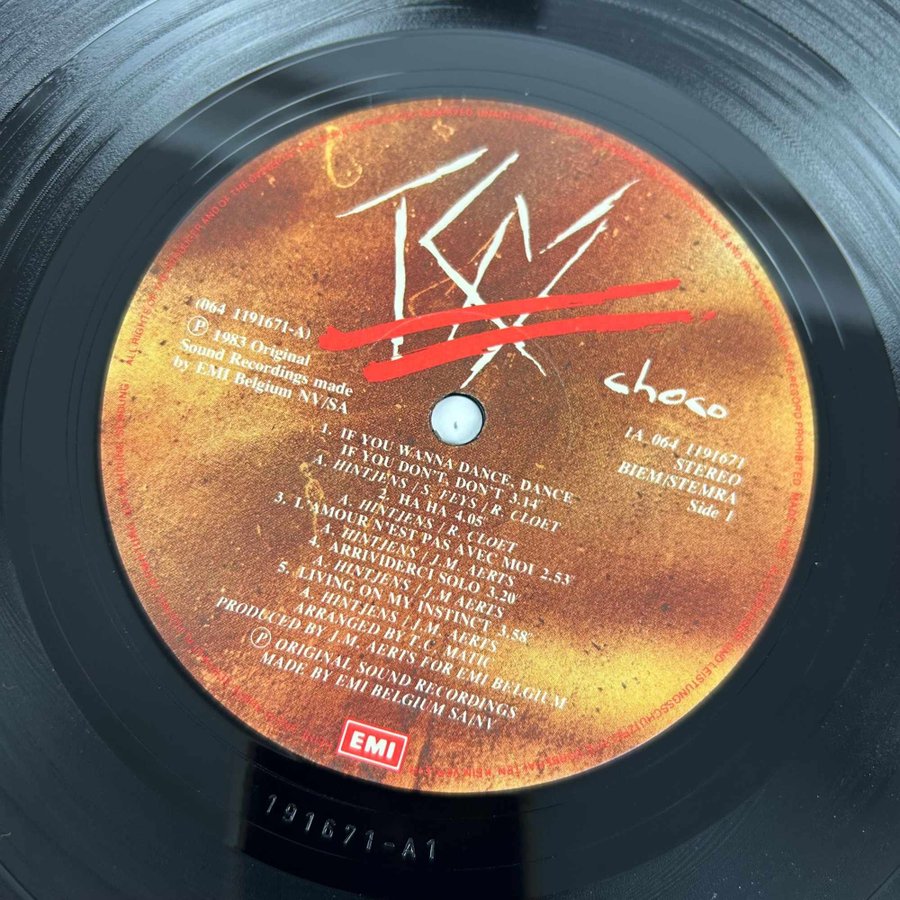 choco
(064 1191671-A)
Ⓟ 1983 Original
Sound Recordings made
by EMI Belgium NV/SA
1A 064 1191671
STEREO
BIEM/STEMRA
Side 1
1. IF YOU WANNA DANCE, DANCE
IF YOU DON'T, DON'T 3.14"
A. HINTJENS / S. FEYS / R. CLOET
2. HA HA 4.05"
A. HINTJENS / R. CLOET
3. L'AMOUR N'EST PAS AVEC MOI 2.53"
A. HINTJENS / J.M. AERTS
4. ARRIVIDERCI SOLO 3.20'
A. HINTJENS / J.M AERTS
5. LIVING ON MY INSTINCT 3.58"
A. HINTJENS / J.M. AERTS
ARRANGED BY T.C. MATIC
PRODUCED BY J.M. AERTS FOR EMI BELGIUM
Ⓟ ORIGINAL SOUND RECORDINGS
MADE BY EMI BELGIUM SA/NV
EMI
191671-A1